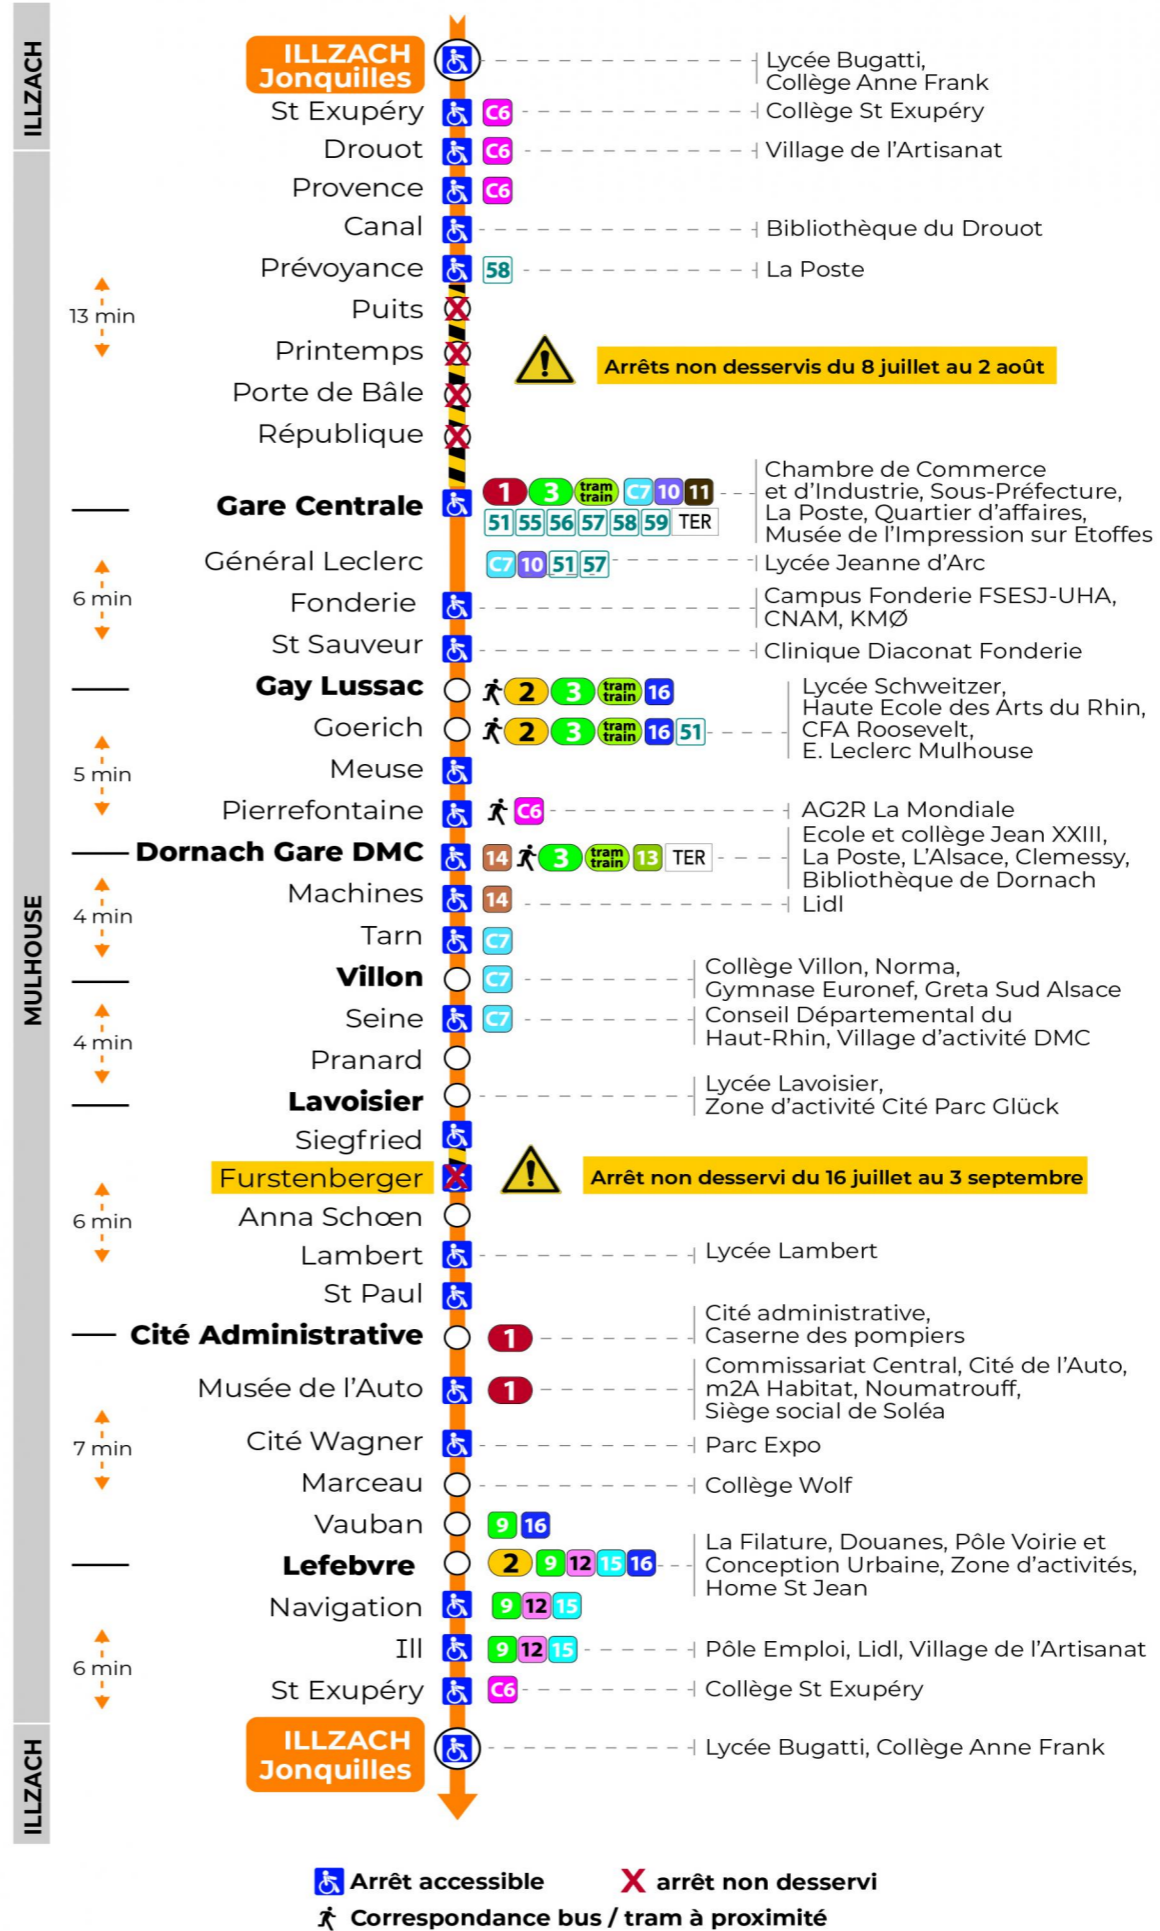 ILLZACH
ILLZACH
Jonquilles
Lycée Bugatti,
Collège Anne Frank
St Exupéry C6 Collège St Exupéry
MULHOUSE
Drouot C6 Village de l’Artisanat
Provence C6
Canal Bibliothèque du Drouot
Prévoyance 58 La Poste
13 min
Puits
Printemps
Arrêts non desservis du 8 juillet au 2 août
Porte de Bâle
République
Gare Centrale
1 3 tram train C7 10 11
51 55 56 57 58 59 TER
Chambre de Commerce
et d’Industrie, Sous-Préfecture,
La Poste, Quartier d’affaires,
Musée de l’Impression sur Etoffes
Général Leclerc C7 10 51 57 Lycée Jeanne d’Arc
6 min
Fonderie
Campus Fonderie FSESJ-UHA,
CNAM, KMØ
St Sauveur Clinique Diaconat Fonderie
Gay Lussac 2 3 tram train 16
Goerich 2 3 tram train 16 51
Lycée Schweitzer,
Haute Ecole des Arts du Rhin,
CFA Roosevelt,
E. Leclerc Mulhouse
5 min
Meuse
Pierrefontaine C6 AG2R La Mondiale
Dornach Gare DMC 14 3 tram train 13 TER
Ecole et collège Jean XXIII,
La Poste, L’Alsace, Clemessy,
Bibliothèque de Dornach
Machines 14 Lidl
4 min
Tarn C7
Villon C7
Collège Villon, Norma,
Gymnase Euronef, Greta Sud Alsace
Seine C7
Conseil Départemental du
Haut-Rhin, Village d’activité DMC
4 min
Pranard
Lavoisier
Lycée Lavoisier,
Zone d’activité Cité Parc Glück
Siegfried
Furstenberger
Arrêt non desservi du 16 juillet au 3 septembre
6 min
Anna Schœn
Lambert Lycée Lambert
St Paul
Cité Administrative 1
Cité administrative,
Caserne des pompiers
Musée de l’Auto 1
Commissariat Central, Cité de l’Auto,
m2A Habitat, Noumatrouff,
Siège social de Soléa
7 min
Cité Wagner Parc Expo
Marceau Collège Wolf
Vauban 9 16
Lefebvre 2 9 12 15 16
La Filature, Douanes, Pôle Voirie et
Conception Urbaine, Zone d’activités,
Home St Jean
Navigation 9 12 15
6 min
Ill 9 12 15 Pôle Emploi, Lidl, Village de l’Artisanat
St Exupéry C6 Collège St Exupéry
ILLZACH
ILLZACH
Jonquilles
Lycée Bugatti, Collège Anne Frank
Arrêt accessible X arrêt non desservi
Correspondance bus / tram à proximité